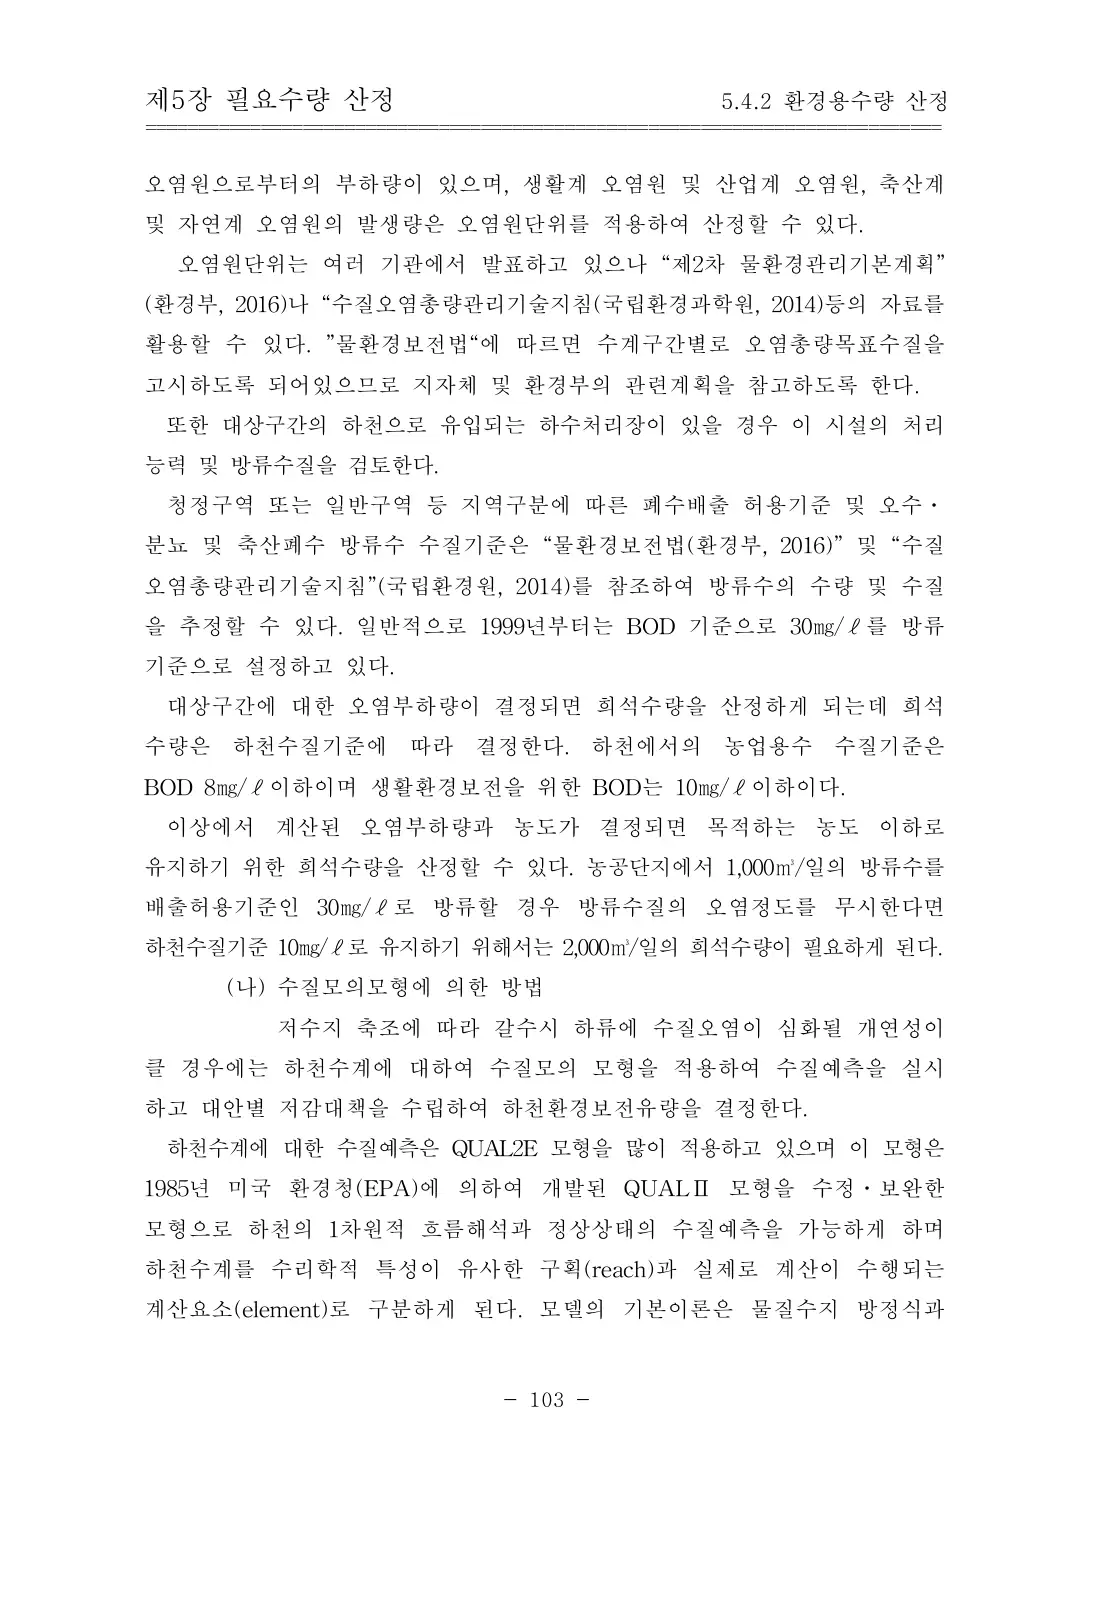 제5장 필요수량 산정
5.4.2 환경용수량 산정
오염원으로부터의 부하량이 있으며, 생활계 오염원 및 산업계 오염원, 축산계
및 자연계 오염원의 발생량은 오염원단위를 적용하여 산정할 수 있다.
오염원단위는 여러 기관에서 발표하고 있으나 “제2차 물환경관리기본계획”
(환경부, 2016)나 “수질오염총량관리기술지침(국립환경과학원, 2014)등의 자료를
활용할 수 있다. ”물환경보전법“에 따르면 수계구간별로 오염총량목표수질을
고시하도록 되어있으므로 지자체 및 환경부의 관련계획을 참고하도록 한다.
또한 대상구간의 하천으로 유입되는 하수처리장이 있을 경우 이 시설의 처리
능력 및 방류수질을 검토한다.
청정구역 또는 일반구역 등 지역구분에 따른 폐수배출 허용기준 및 오수・
분뇨 및 축산폐수 방류수 수질기준은 “물환경보전법(환경부, 2016)” 및 “수질
오염총량관리기술지침”(국립환경원, 2014)를 참조하여 방류수의 수량 및 수질
을 추정할 수 있다. 일반적으로 1999년부터는 BOD 기준으로 30㎎/ℓ를 방류
기준으로 설정하고 있다.
대상구간에 대한 오염부하량이 결정되면 희석수량을 산정하게 되는데 희석
수량은 하천수질기준에 따라 결정한다. 하천에서의 농업용수 수질기준은
BOD 8㎎/ℓ이하이며 생활환경보전을 위한 BOD는 10㎎/ℓ이하이다.
이상에서 계산된 오염부하량과 농도가 결정되면 목적하는 농도 이하로
유지하기 위한 희석수량을 산정할 수 있다. 농공단지에서 1,000㎥/일의 방류수를
배출허용기준인 30㎎/ℓ로 방류할 경우 방류수질의 오염정도를 무시한다면
하천수질기준 10㎎/ℓ로 유지하기 위해서는 2,000㎥/일의 희석수량이 필요하게 된다.
(나) 수질모의모형에 의한 방법
저수지 축조에 따라 갈수시 하류에 수질오염이 심화될 개연성이
클 경우에는 하천수계에 대하여 수질모의 모형을 적용하여 수질예측을 실시
하고 대안별 저감대책을 수립하여 하천환경보전유량을 결정한다.
하천수계에 대한 수질예측은 QUAL2E 모형을 많이 적용하고 있으며 이 모형은
1985년 미국 환경청(EPA)에 의하여 개발된 QUALⅡ 모형을 수정・보완한
모형으로 하천의 1차원적 흐름해석과 정상상태의 수질예측을 가능하게 하며
하천수계를 수리학적 특성이 유사한 구획(reach)과 실제로 계산이 수행되는
계산요소(element)로 구분하게 된다. 모델의 기본이론은 물질수지 방정식과
- 103 -